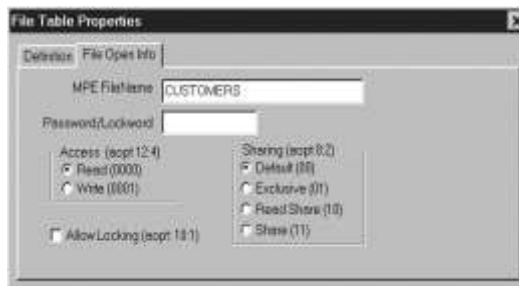 File Table Properties
Definition File Open Info
MPE FileName CUSTOMERS
Password/Lockword
Access (aopt 12:4)
Read (0000)
Write (0001)
Sharing (aopt 8:2)
Default (00)
Exclusive (01)
Read Share (10)
Share (11)
Allow Locking (aopt 10:1)